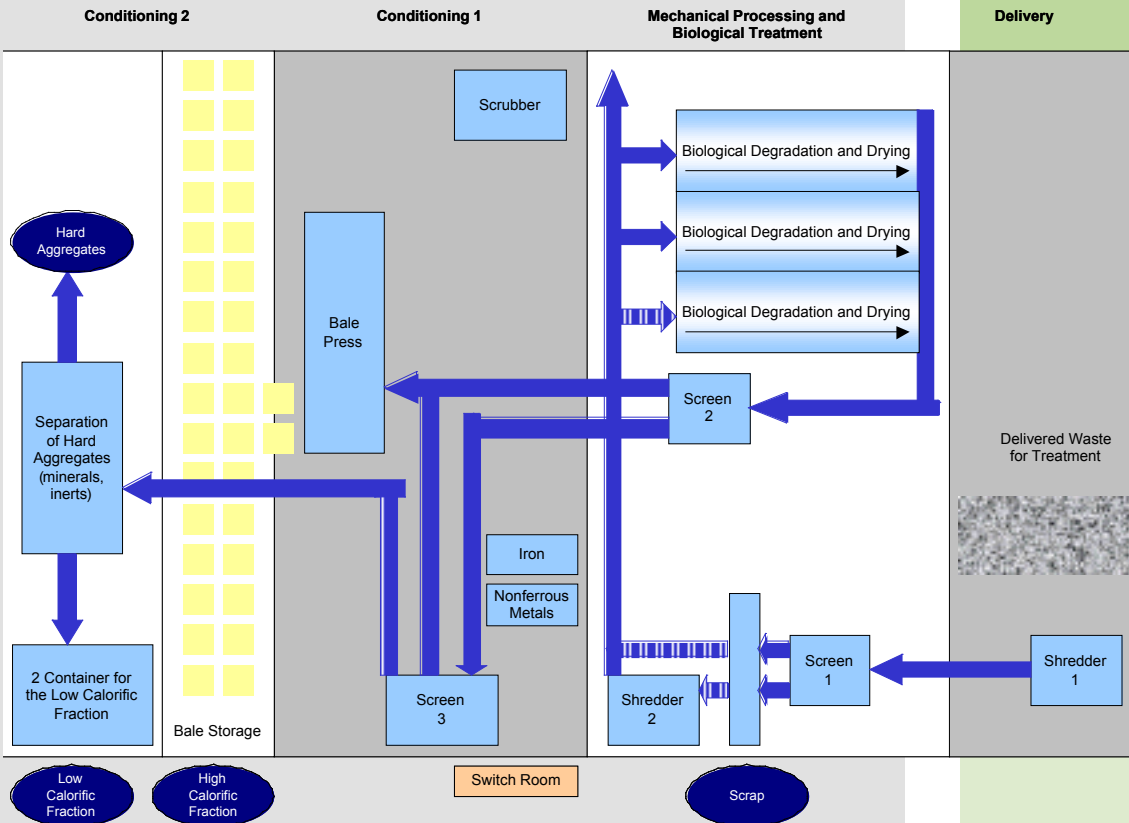 Conditioning 2
Conditioning 1
Mechanical Processing and
Biological Treatment
Delivery
Scrubber
Biological Degradation and Drying
Biological Degradation and Drying
Biological Degradation and Drying
Hard
Aggregates
Bale
Press
Separation
of Hard
Aggregates
(minerals,
inerts)
Screen
2
Delivered Waste
for Treatment
Iron
Nonferrous
Metals
2 Container for
the Low Calorific
Fraction
Bale Storage
Screen
3
Shredder
2
Screen
1
Shredder
1
Low
Calorific
Fraction
High
Calorific
Fraction
Switch Room
Scrap